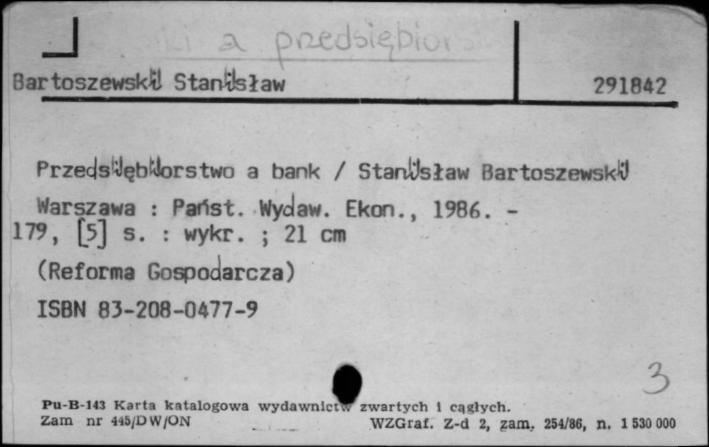 a przedsiębior
Bartoszewski Stanisław 291842
Przedsiębiorstwo a bank / Stanisław Bartoszewski
Warszawa : Państ. Wydaw. Ekon., 1986. -
179, [5] s. : wykr. ; 21 cm
(Reforma Gospodarcza)
ISBN 83-208-0477-9
3
Pu-B-143 Karta katalogowa wydawnictw zwartych i ciągłych.
Zam nr 445/DW/ON WZGraf. Z-d 2, zam. 254/86, n. 1 530 000